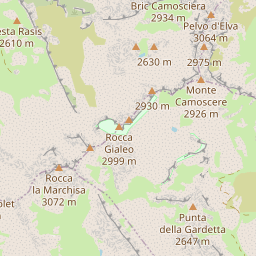 Bric Camosciera
2934 m
Pelvo d'Elva
3064 m
esta Rasis
2610 m
2630 m
2975 m
2930 m
Monte
Camoscere
2926 m
Rocca
Gialeo
2999 m
Rocca
la Marchisa
3072 m
Punta
della Gardetta
2647 m